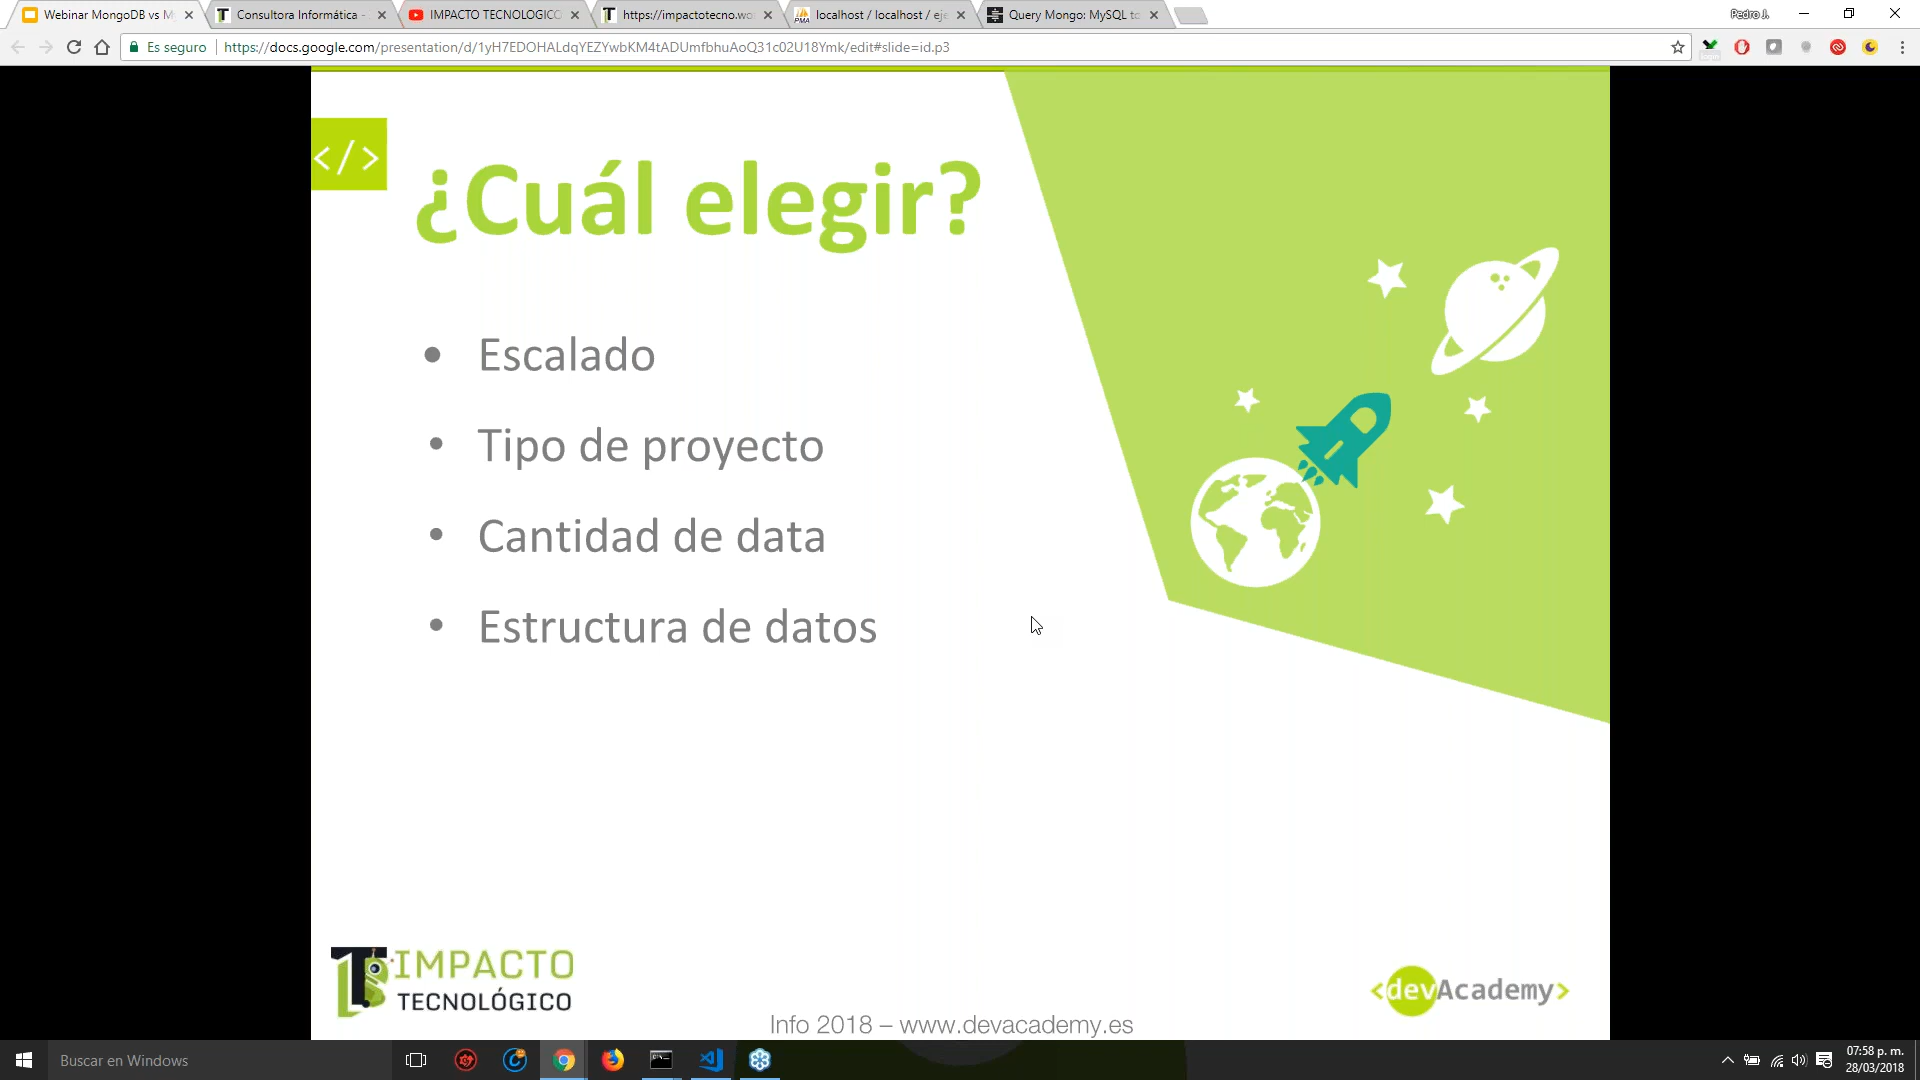 Webinar MongoDB vs M
Consultora Informática -
IMPACTO TECNOLOGICO
https://impactotecno.wo
localhost / localhost / eje
Query Mongo: MySQL to
Pedro J.
Es seguro
https://docs.google.com/presentation/d/1yH7EDOHALdqYEZYwbKM4tADUmfbhuAoQ31c02U18Ymk/edit#slide=id.p3
</>
¿Cuál elegir?
• Escalado
• Tipo de proyecto
• Cantidad de data
• Estructura de datos
IMPACTO
TECNOLÓGICO
<devAcademy>
Info 2018 – www.devacademy.es
Buscar en Windows
07:58 p. m.
28/03/2018